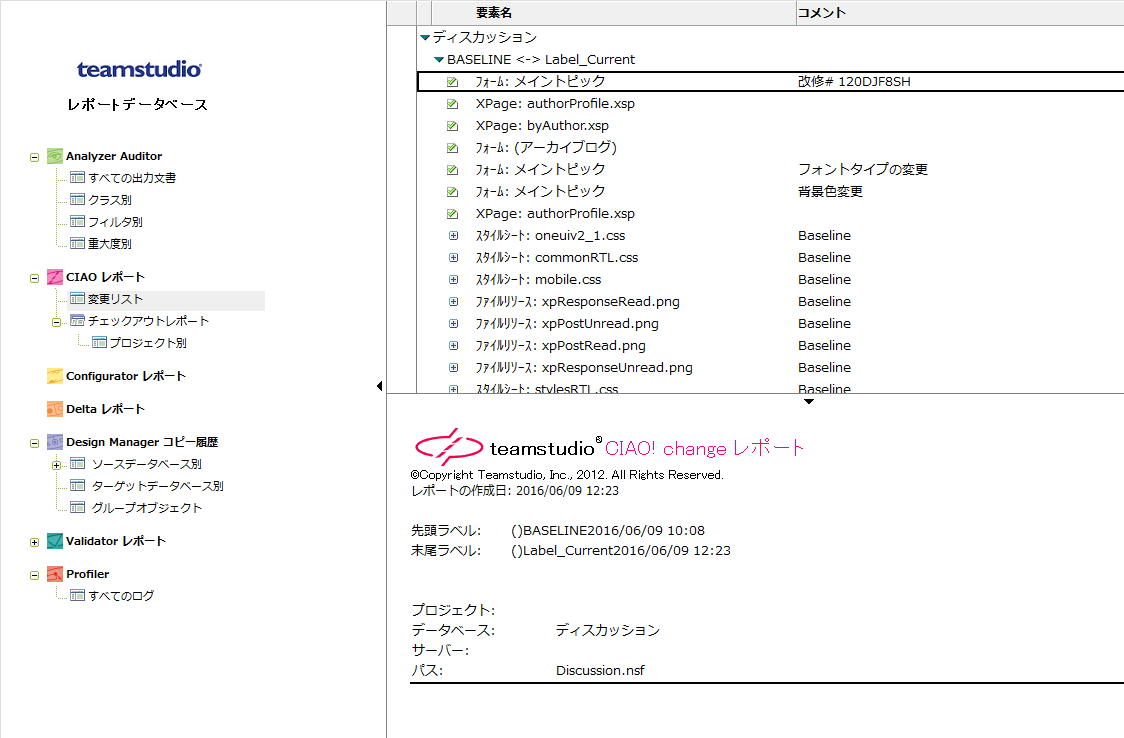 teamstudio
レポートデータベース
Analyzer Auditor
すべての出力文書
クラス別
フィルタ別
重大度別
CIAO レポート
変更リスト
チェックアウトレポート
プロジェクト別
Configurator レポート
Delta レポート
Design Manager コピー履歴
ソースデータベース別
ターゲットデータベース別
グループオブジェクト
Validator レポート
Profiler
すべてのログ
要素名 コメント
ディスカッション
BASELINE <-> Label_Current
ﾌｫｰﾑ: メイントピック 改修# 120DJF8SH
XPage: authorProfile.xsp
XPage: byAuthor.xsp
ﾌｫｰﾑ: (アーカイブログ)
ﾌｫｰﾑ: メイントピック フォントタイプの変更
ﾌｫｰﾑ: メイントピック 背景色変更
XPage: authorProfile.xsp
ｽﾀｲﾙｼｰﾄ: oneuiv2_1.css Baseline
ｽﾀｲﾙｼｰﾄ: commonRTL.css Baseline
ｽﾀｲﾙｼｰﾄ: mobile.css Baseline
ﾌｧｲﾙﾘｿｰｽ: xpResponseRead.png Baseline
ﾌｧｲﾙﾘｿｰｽ: xpPostUnread.png Baseline
ﾌｧｲﾙﾘｿｰｽ: xpPostRead.png Baseline
ﾌｧｲﾙﾘｿｰｽ: xpResponseUnread.png Baseline
ｽﾀｲﾙｼｰﾄ: stylesRTL.css Baseline
teamstudio® CIAO! change レポート
©Copyright Teamstudio, Inc., 2012. All Rights Reserved.
レポートの作成日: 2016/06/09 12:23
先頭ラベル: ()BASELINE2016/06/09 10:08
末尾ラベル: ()Label_Current2016/06/09 12:23
プロジェクト:
データベース: ディスカッション
サーバー:
パス: Discussion.nsf